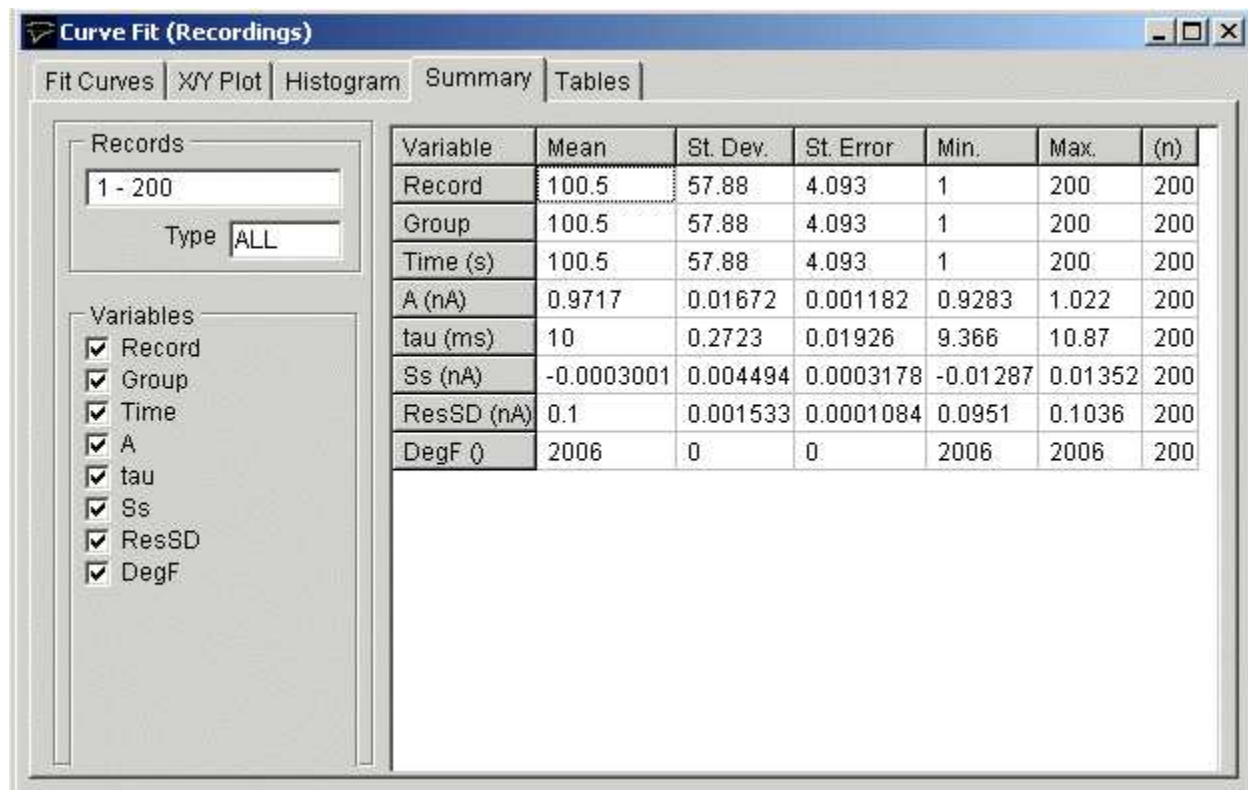 Curve Fit (Recordings)
Fit Curves X/Y Plot Histogram Summary Tables
Records
1 - 200
Type ALL
Variables
Record
Group
Time
A
tau
Ss
ResSD
DegF
Variable Mean St. Dev. St. Error Min. Max. (n)
Record 100.5 57.88 4.093 1 200 200
Group 100.5 57.88 4.093 1 200 200
Time (s) 100.5 57.88 4.093 1 200 200
A (nA) 0.9717 0.01672 0.001182 0.9283 1.022 200
tau (ms) 10 0.2723 0.01926 9.366 10.87 200
Ss (nA) -0.0003001 0.004494 0.0003178 -0.01287 0.01352 200
ResSD (nA) 0.1 0.001533 0.0001084 0.0951 0.1036 200
DegF () 2006 0 0 2006 2006 200